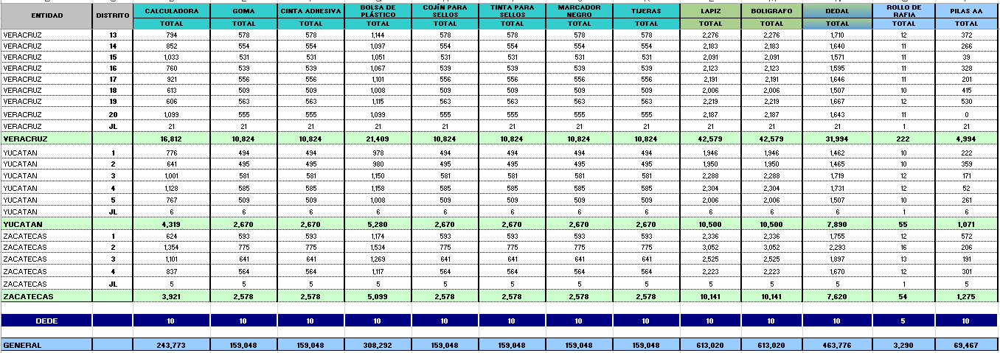 ENTIDAD DISTRITO CALCULADORA GOMA CINTA ADHESIVA BOLSA DE PLÁSTICO COJÍN PARA SELLOS TINTA PARA SELLOS MARCADOR NEGRO TIJERAS LAPIZ BOLIGRAFO DEDAL ROLLO DE RAFIA PILAS AA
TOTAL TOTAL TOTAL TOTAL TOTAL TOTAL TOTAL TOTAL TOTAL TOTAL TOTAL TOTAL TOTAL
VERACRUZ 13 794 578 578 1,144 578 578 578 578 2,276 2,276 1,710 12 372
VERACRUZ 14 852 554 554 1,097 554 554 554 554 2,183 2,183 1,640 11 266
VERACRUZ 15 1,033 531 531 1,051 531 531 531 531 2,091 2,091 1,571 11 39
VERACRUZ 16 760 539 539 1,067 539 539 539 539 2,123 2,123 1,595 11 328
VERACRUZ 17 921 556 556 1,101 556 556 556 556 2,191 2,191 1,646 11 201
VERACRUZ 18 613 509 509 1,008 509 509 509 509 2,006 2,006 1,507 10 415
VERACRUZ 19 606 563 563 1,115 563 563 563 563 2,219 2,219 1,667 12 530
VERACRUZ 20 1,099 555 555 1,099 555 555 555 555 2,187 2,187 1,643 11 0
VERACRUZ JL 21 21 21 21 21 21 21 21 21 21 21 1 21
VERACRUZ 16,812 10,824 10,824 21,409 10,824 10,824 10,824 10,824 42,579 42,579 31,994 222 4,994
YUCATAN 1 776 494 494 978 494 494 494 494 1,946 1,946 1,462 10 222
YUCATAN 2 641 495 495 980 495 495 495 495 1,950 1,950 1,465 10 359
YUCATAN 3 1,001 581 581 1,150 581 581 581 581 2,288 2,288 1,719 12 171
YUCATAN 4 1,128 585 585 1,158 585 585 585 585 2,304 2,304 1,731 12 52
YUCATAN 5 767 509 509 1,008 509 509 509 509 2,006 2,006 1,507 10 261
YUCATAN JL 6 6 6 6 6 6 6 6 6 6 6 1 6
YUCATAN 4,319 2,670 2,670 5,280 2,670 2,670 2,670 2,670 10,500 10,500 7,890 55 1,071
ZACATECAS 1 624 593 593 1,174 593 593 593 593 2,336 2,336 1,755 12 572
ZACATECAS 2 1,354 775 775 1,534 775 775 775 775 3,052 3,052 2,293 16 206
ZACATECAS 3 1,101 641 641 1,269 641 641 641 641 2,525 2,525 1,897 13 191
ZACATECAS 4 837 564 564 1,117 564 564 564 564 2,223 2,223 1,670 12 301
ZACATECAS JL 5 5 5 5 5 5 5 5 5 5 5 1 5
ZACATECAS 3,921 2,578 2,578 5,099 2,578 2,578 2,578 2,578 10,141 10,141 7,620 54 1,275
DEDE 10 10 10 10 10 10 10 10 10 10 10 5 10
GENERAL 243,773 159,048 159,048 308,292 159,048 159,048 159,048 159,048 613,020 613,020 463,776 3,290 69,467